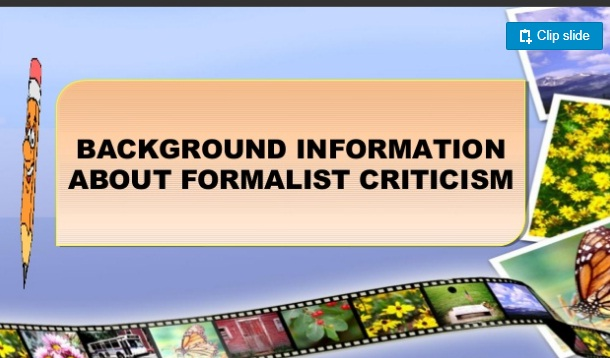 Clip slide
BACKGROUND INFORMATION
ABOUT FORMALIST CRITICISM